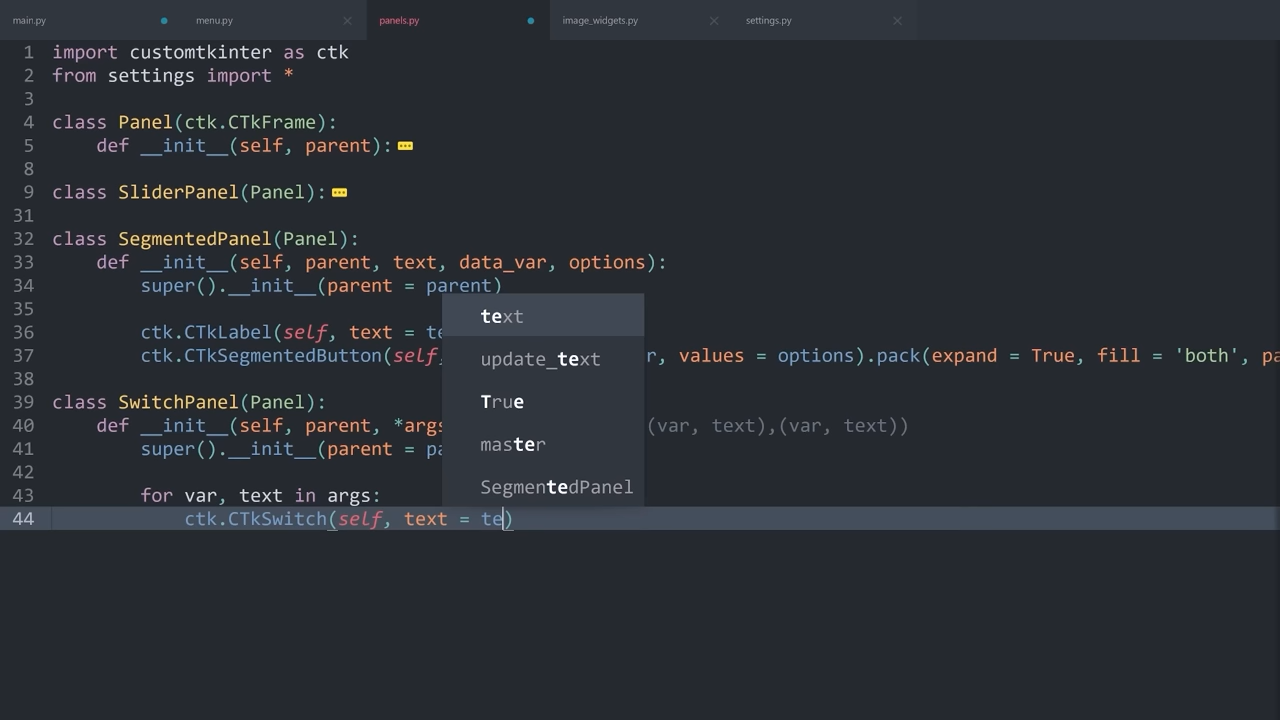 main.py menu.py panels.py image_widgets.py settings.py
1 import customtkinter as ctk
2 from settings import *
3
4 class Panel(ctk.CTkFrame):
5 def __init__(self, parent):
8
9 class SliderPanel(Panel):
31
32 class SegmentedPanel(Panel):
33 def __init__(self, parent, text, data_var, options):
34 super().__init__(parent = parent)
35
36 ctk.CTkLabel(self, text = te
37 ctk.CTkSegmentedButton(self, r, values = options).pack(expand = True, fill = 'both', pa
38
39 class SwitchPanel(Panel):
40 def __init__(self, parent, *args (var, text),(var, text))
41 super().__init__(parent = pa
42
43 for var, text in args:
44 ctk.CTkSwitch(self, text = te)
text
update_text
True
master
SegmentedPanel